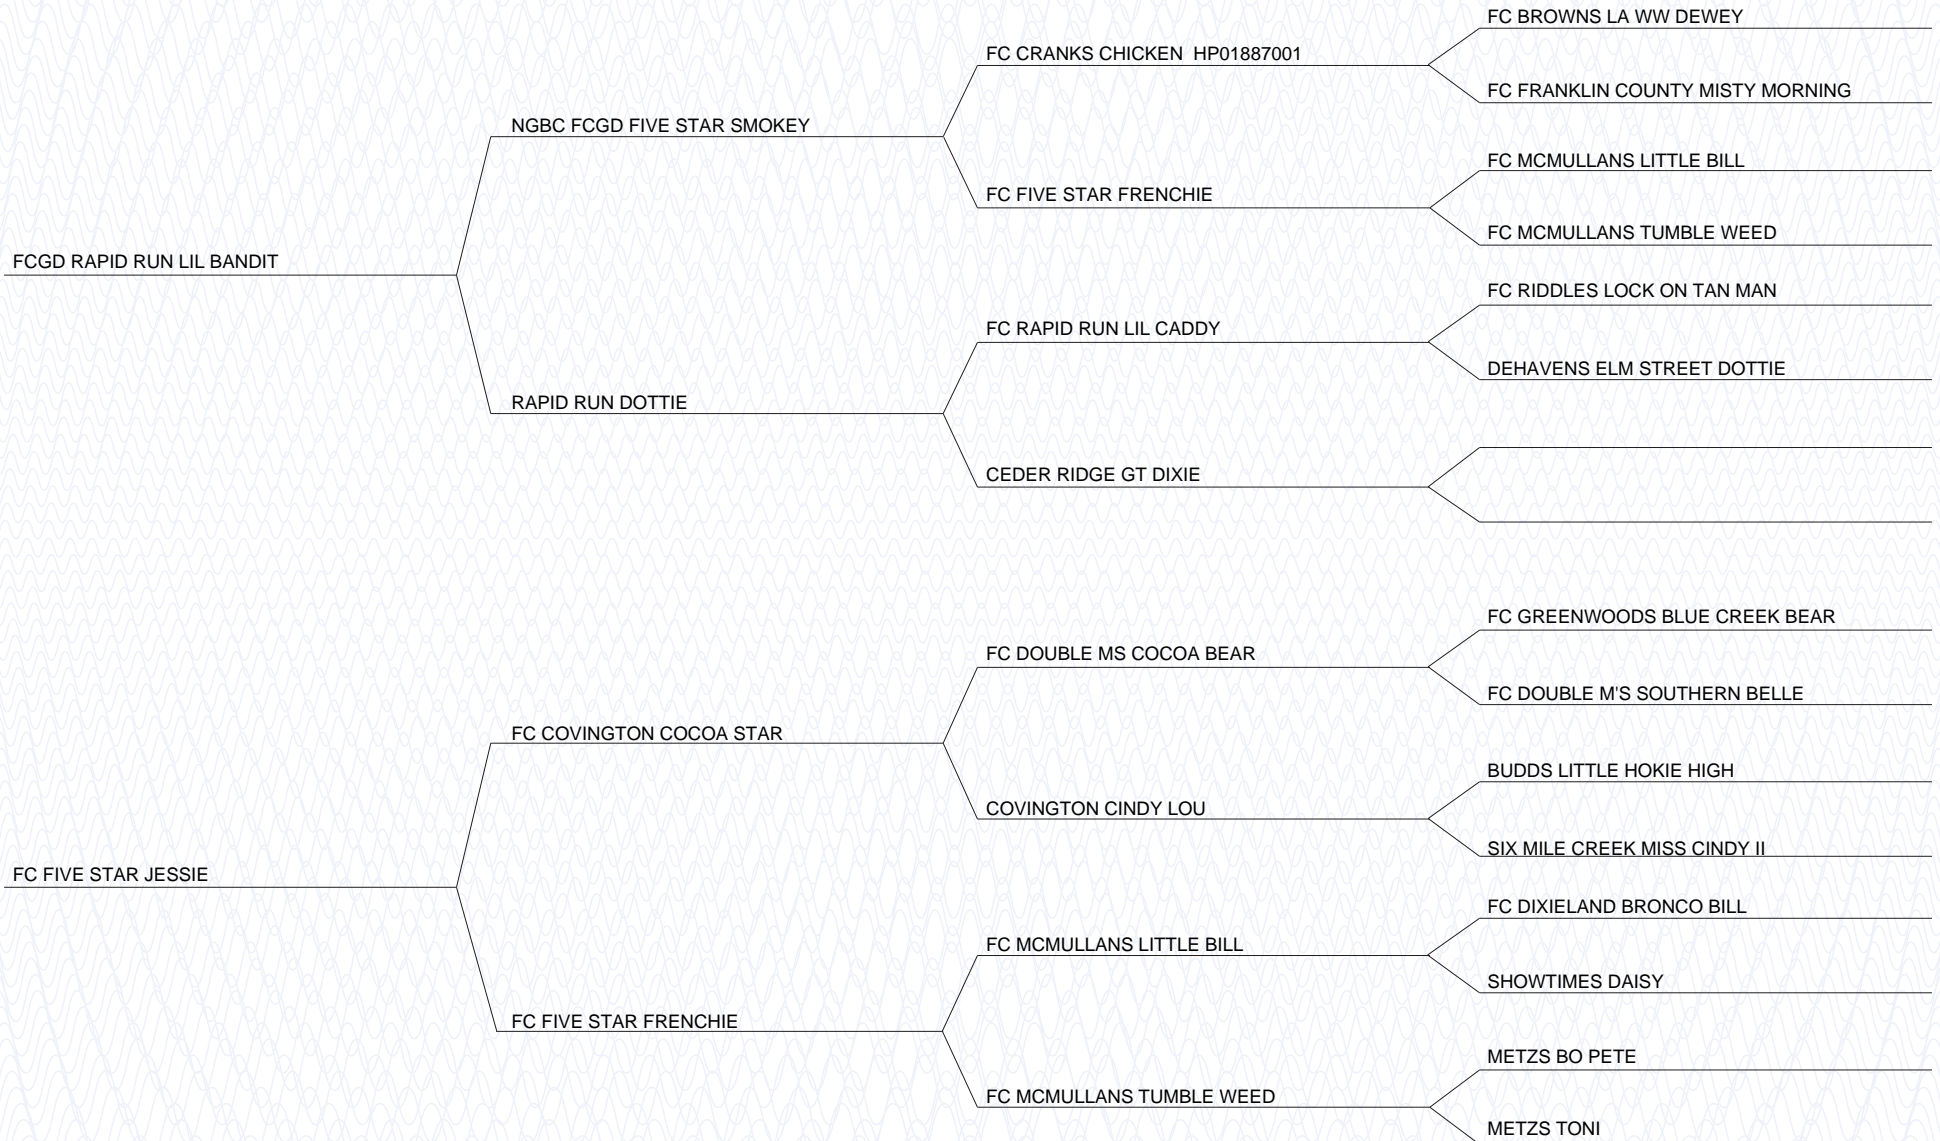 FC BROWNS LA WW DEWEY
FC CRANKS CHICKEN  HP01887001
FC FRANKLIN COUNTY MISTY MORNING
NGBC FCGD FIVE STAR SMOKEY
FC MCMULLANS LITTLE BILL
FC FIVE STAR FRENCHIE
FC MCMULLANS TUMBLE WEED
FCGD RAPID RUN LIL BANDIT
FC RIDDLES LOCK ON TAN MAN
FC RAPID RUN LIL CADDY
DEHAVENS ELM STREET DOTTIE
RAPID RUN DOTTIE
CEDER RIDGE GT DIXIE
FC GREENWOODS BLUE CREEK BEAR
FC DOUBLE MS COCOA BEAR
FC DOUBLE M'S SOUTHERN BELLE
FC COVINGTON COCOA STAR
BUDDS LITTLE HOKIE HIGH
COVINGTON CINDY LOU
SIX MILE CREEK MISS CINDY II
FC FIVE STAR JESSIE
FC DIXIELAND BRONCO BILL
FC MCMULLANS LITTLE BILL
SHOWTIMES DAISY
FC FIVE STAR FRENCHIE
METZS BO PETE
FC MCMULLANS TUMBLE WEED
METZS TONI